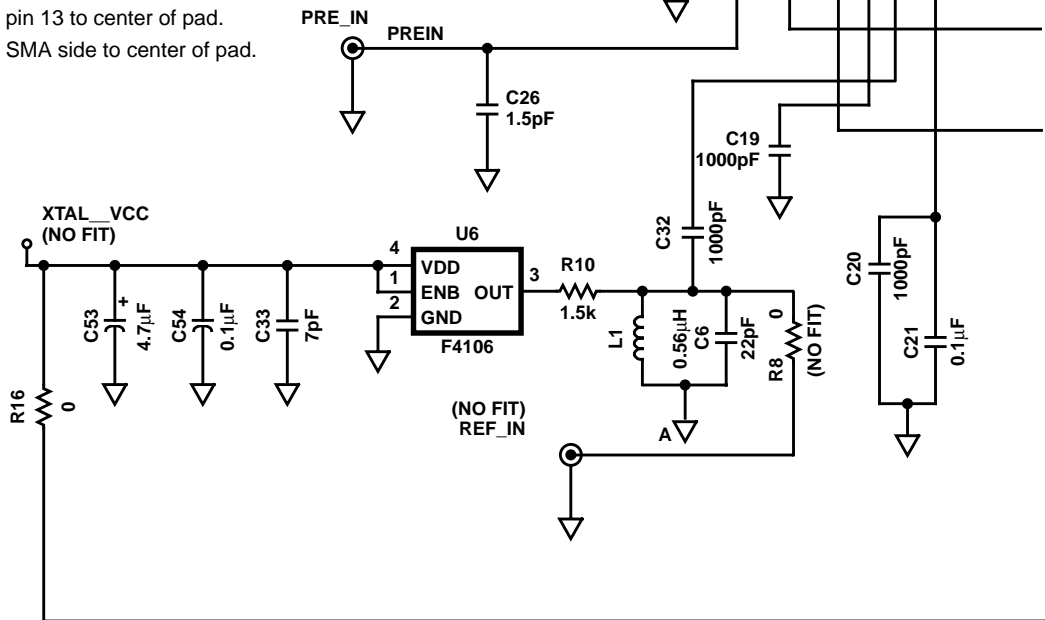 pin 13 to center of pad.
SMA side to center of pad.
PRE_IN
PREIN
C26
1.5pF
C19
1000pF
XTAL__VCC
(NO FIT)
C53
+
4.7μF
C54
0.1μF
C33
7pF
R16
0
U6
4
1
2
VDD
ENB OUT
GND
3
F4106
R10
1.5k
C32
1000pF
L1
0.56μH
C6
22pF
R8
0
(NO FIT)
A
(NO FIT)
REF_IN
C20
1000pF
C21
0.1μF